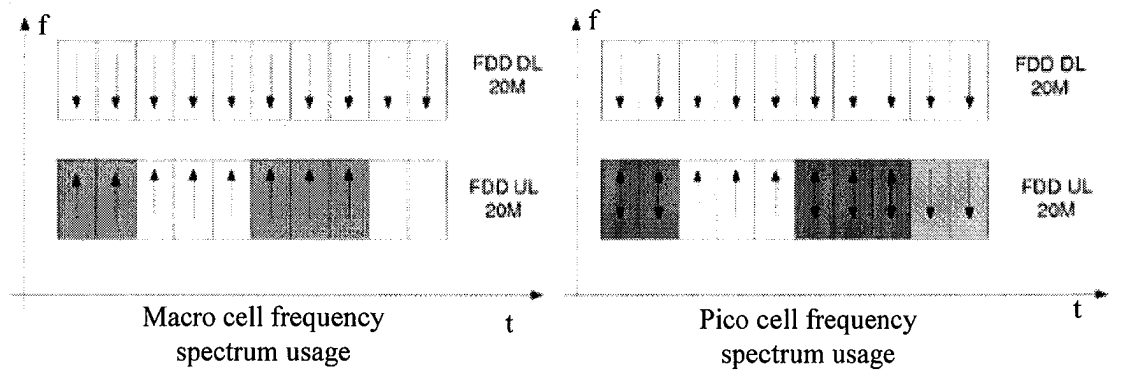 f
FDD DL
20M
FDD UL
20M
t
Macro cell frequency
spectrum usage
f
FDD DL
20M
FDD UL
20M
t
Pico cell frequency
spectrum usage